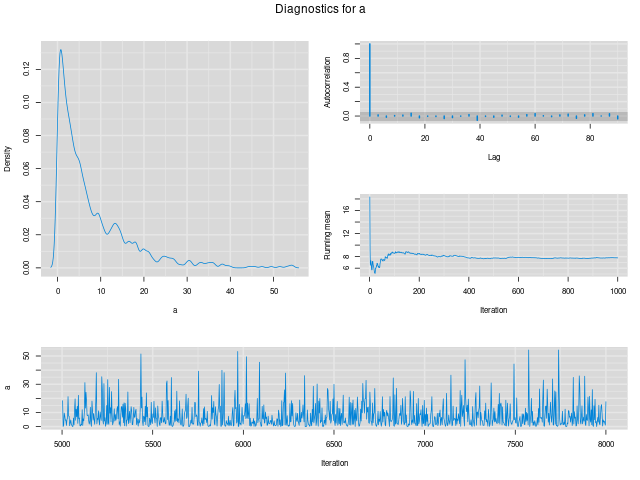 Diagnostics for a
Density
0.00 0.02 0.04 0.06 0.08 0.10 0.12
0 10 20 30 40 50
a
Autocorrelation
0.0 0.4 0.8
0 20 40 60 80
Lag
Running mean
6 8 12 16
0 200 400 600 800 1000
Iteration
a
0 10 30 50
5000 5500 6000 6500 7000 7500 8000
Iteration